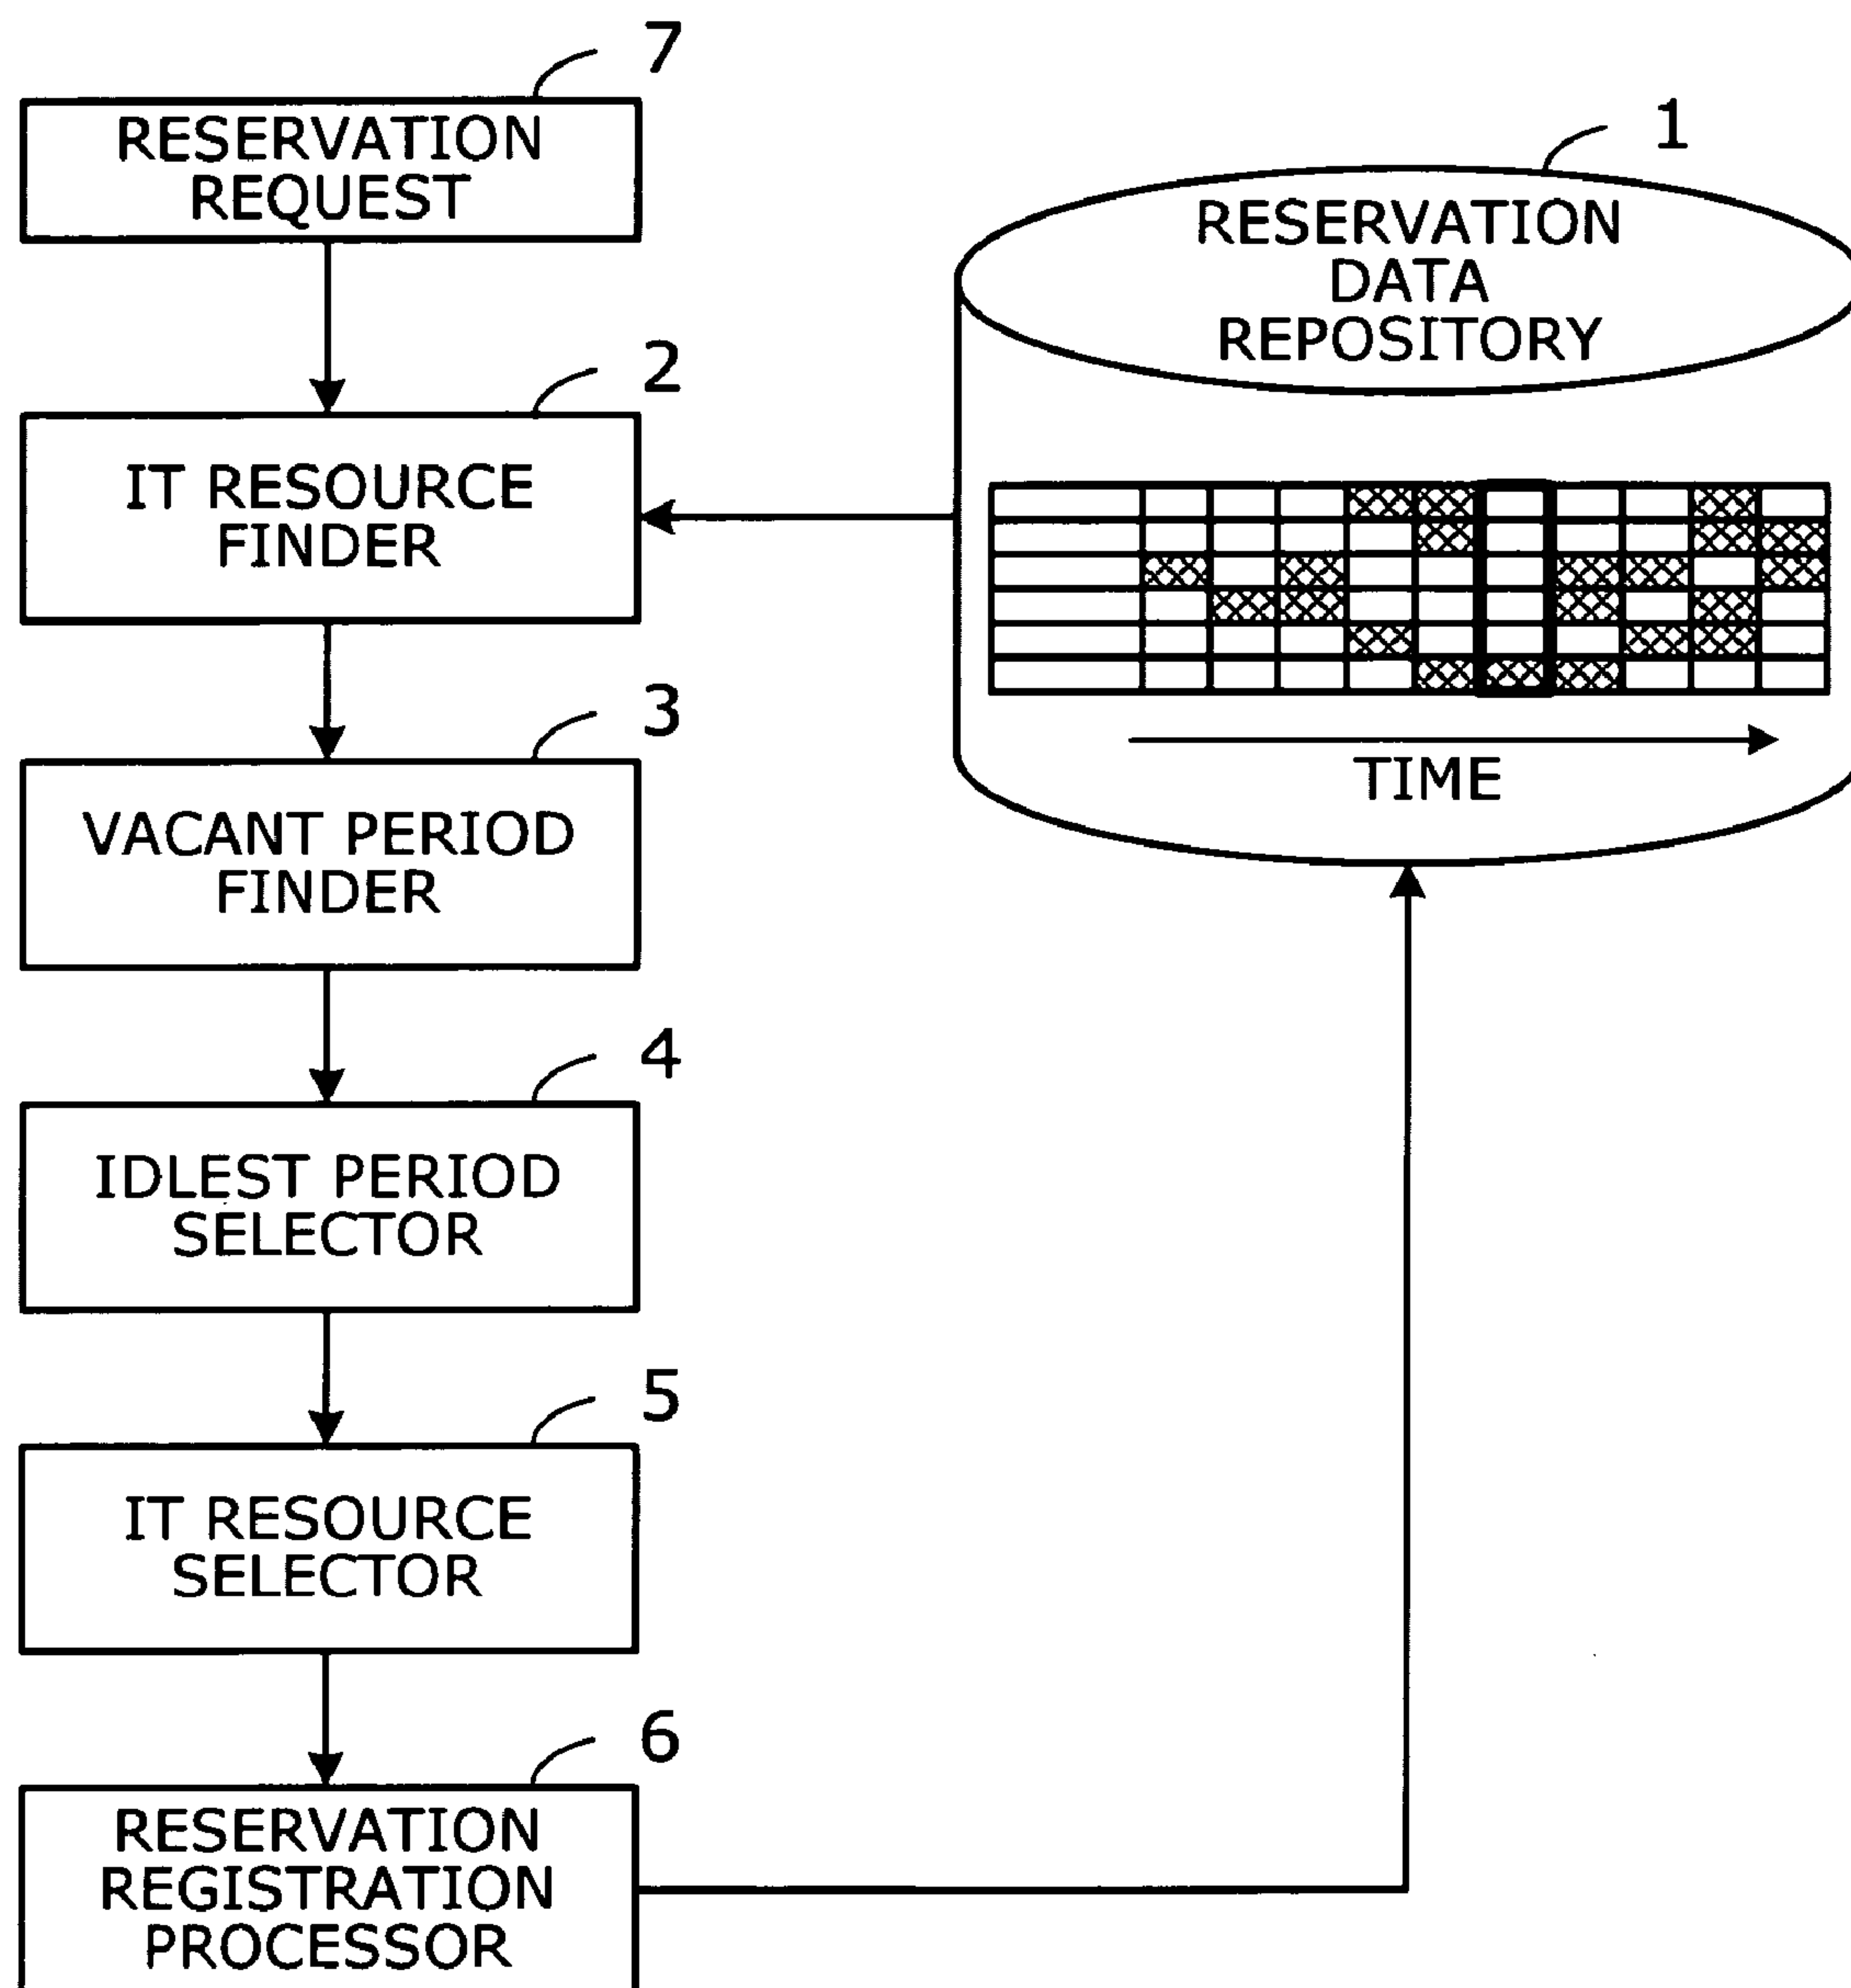 7
RESERVATION
REQUEST
1
RESERVATION
DATA
REPOSITORY
2
IT RESOURCE
FINDER
TIME
3
VACANT PERIOD
FINDER
4
IDLEST PERIOD
SELECTOR
5
IT RESOURCE
SELECTOR
6
RESERVATION
REGISTRATION
PROCESSOR